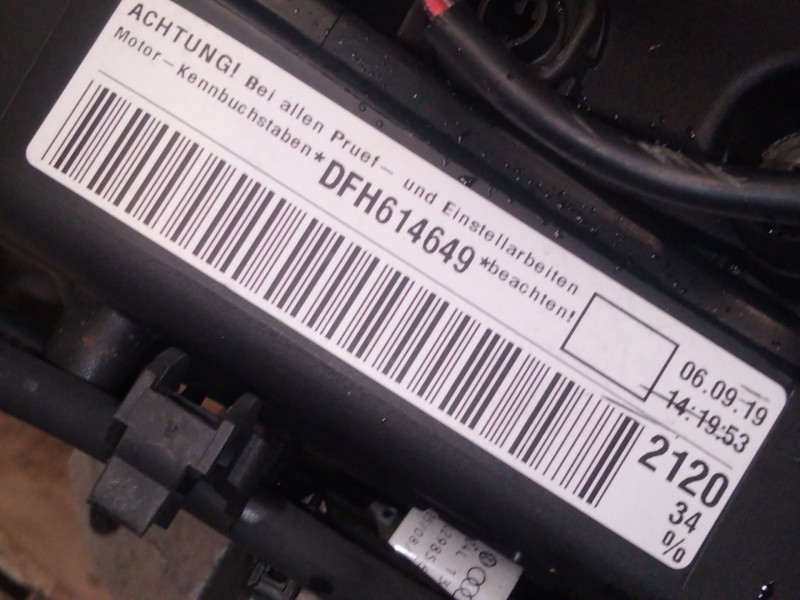 ACHTUNG! Bei allen Pruef- und Einstellarbeiten
Motor-Kennbuchstaben*DFH614649*beachten!
06.09.19
14:19:53
2120
34
%